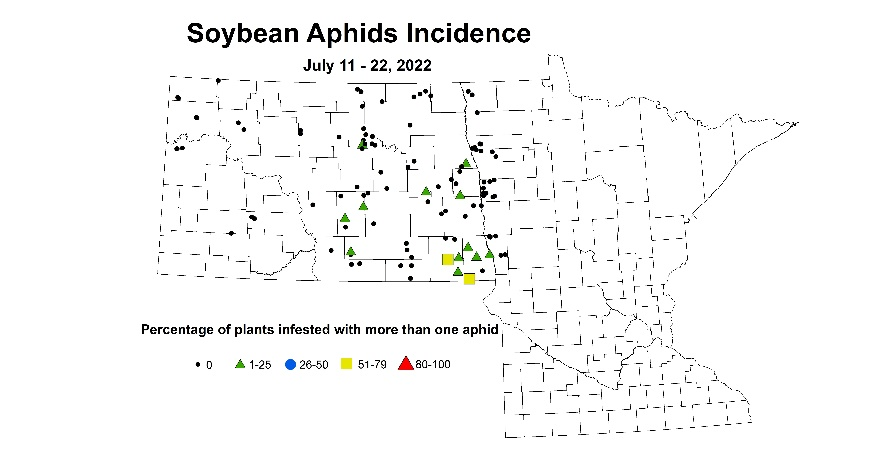 Soybean Aphids Incidence
July 11 - 22, 2022
Percentage of plants infested with more than one aphid
0 1-25 26-50 51-79 80-100